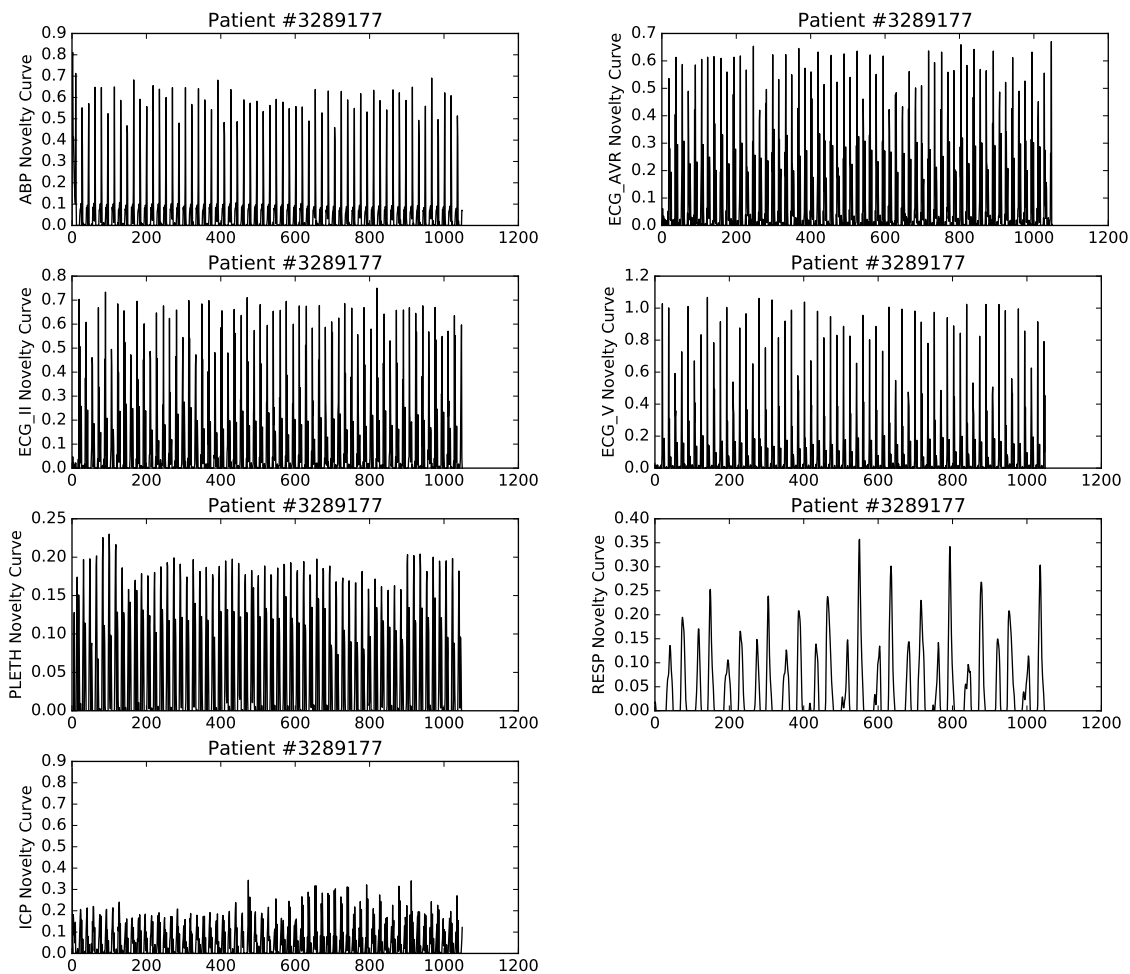 Patient #3289177
0.9
0.8
0.7
0.6
0.5
0.4
0.3
0.2
0.1
0.0
ABP Novelty Curve
0 200 400 600 800 1000 1200
Patient #3289177
0.7
0.6
0.5
0.4
0.3
0.2
0.1
0.0
ECG_AVR Novelty Curve
0 200 400 600 800 1000 1200
Patient #3289177
0.8
0.7
0.6
0.5
0.4
0.3
0.2
0.1
0.0
ECG_II Novelty Curve
0 200 400 600 800 1000 1200
Patient #3289177
1.2
1.0
0.8
0.6
0.4
0.2
0.0
ECG_V Novelty Curve
0 200 400 600 800 1000 1200
Patient #3289177
0.25
0.20
0.15
0.10
0.05
0.00
PLETH Novelty Curve
0 200 400 600 800 1000 1200
Patient #3289177
0.40
0.35
0.30
0.25
0.20
0.15
0.10
0.05
0.00
RESP Novelty Curve
0 200 400 600 800 1000 1200
Patient #3289177
0.9
0.8
0.7
0.6
0.5
0.4
0.3
0.2
0.1
0.0
ICP Novelty Curve
0 200 400 600 800 1000 1200